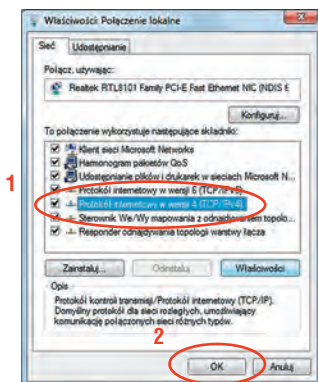 Właściwości: Połączenie lokalne
Sieć Udostępnianie
Połącz, używając:
Realtek RTL8101 Family PCI-E Fast Ethernet NIC (NDIS 6
Konfiguruj...
To połączenie wykorzystuje następujące składniki:
Klient sieci Microsoft Networks
Harmonogram pakietów QoS
Udostępnianie plików i drukarek w sieciach Microsoft N...
Protokół internetowy w wersji 6 (TCP/IPv6)
1
Protokół internetowy w wersji 4 (TCP/IPv4)
Sterownik We/Wy mapowania z odnajdywaniem topolo...
Responder odnajdywania topologii warstwy łącza
Zainstaluj... Odinstaluj Właściwości
Opis
Protokół kontroli transmisji/Protokół internetowy (TCP/IP).
Domyślny protokół dla sieci rozległych, umożliwiający
komunikację połączonych sieci różnych typów.
2
OK Anuluj